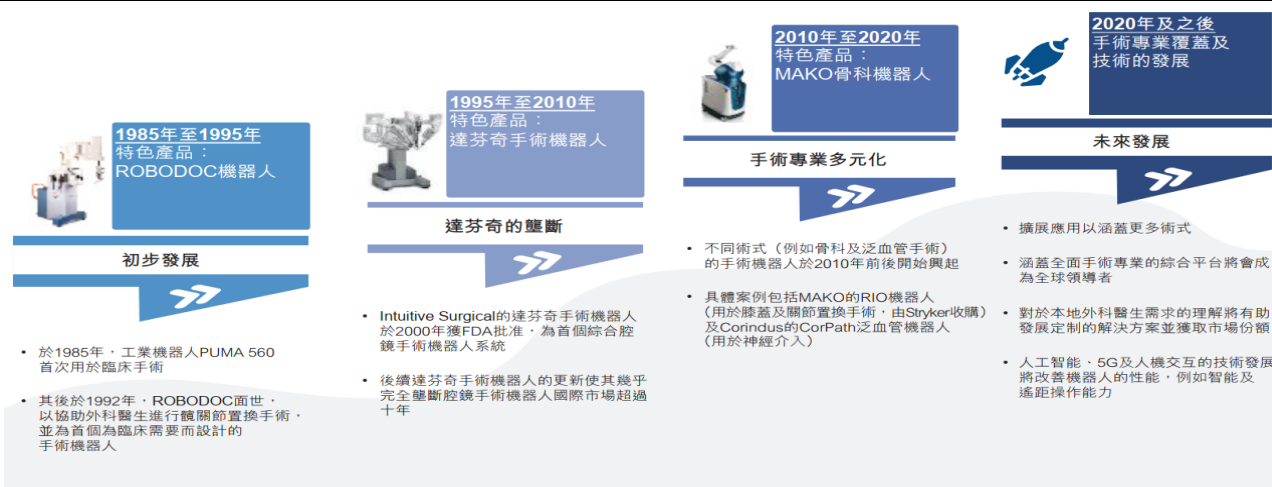 1985年至1995年
特色產品：
ROBODOC機器人
初步發展
• 於1985年，工業機器人PUMA 560
首次用於臨床手術
• 其後於1992年，ROBODOC面世，
以協助外科醫生進行髖關節置換手術，
並為首個為臨床需要而設計的
手術機器人
1995年至2010年
特色產品：
達芬奇手術機器人
達芬奇的壟斷
• Intuitive Surgical的達芬奇手術機器人
於2000年獲FDA批准，為首個綜合腔
鏡手術機器人系統
• 後續達芬奇手術機器人的更新使其幾乎
完全壟斷腔鏡手術機器人國際市場超過
十年
2010年至2020年
特色產品：
MAKO骨科機器人
手術專業多元化
• 不同術式（例如骨科及泛血管手術）
的手術機器人於2010年前後開始興起
• 具體案例包括MAKO的RIO機器人
（用於膝蓋及關節置換手術，由Stryker收購）
及Corindus的CorPath泛血管機器人
（用於神經介入）
2020年及之後
手術專業覆蓋及
技術的發展
未來發展
• 擴展應用以涵蓋更多術式
• 涵蓋全面手術專業的綜合平台將會成
為全球領導者
• 對於本地外科醫生需求的理解將有助
發展定制的解決方案並獲取市場份額
• 人工智能、5G及人機交互的技術發展
將改善機器人的性能，例如智能及
遙距操作能力